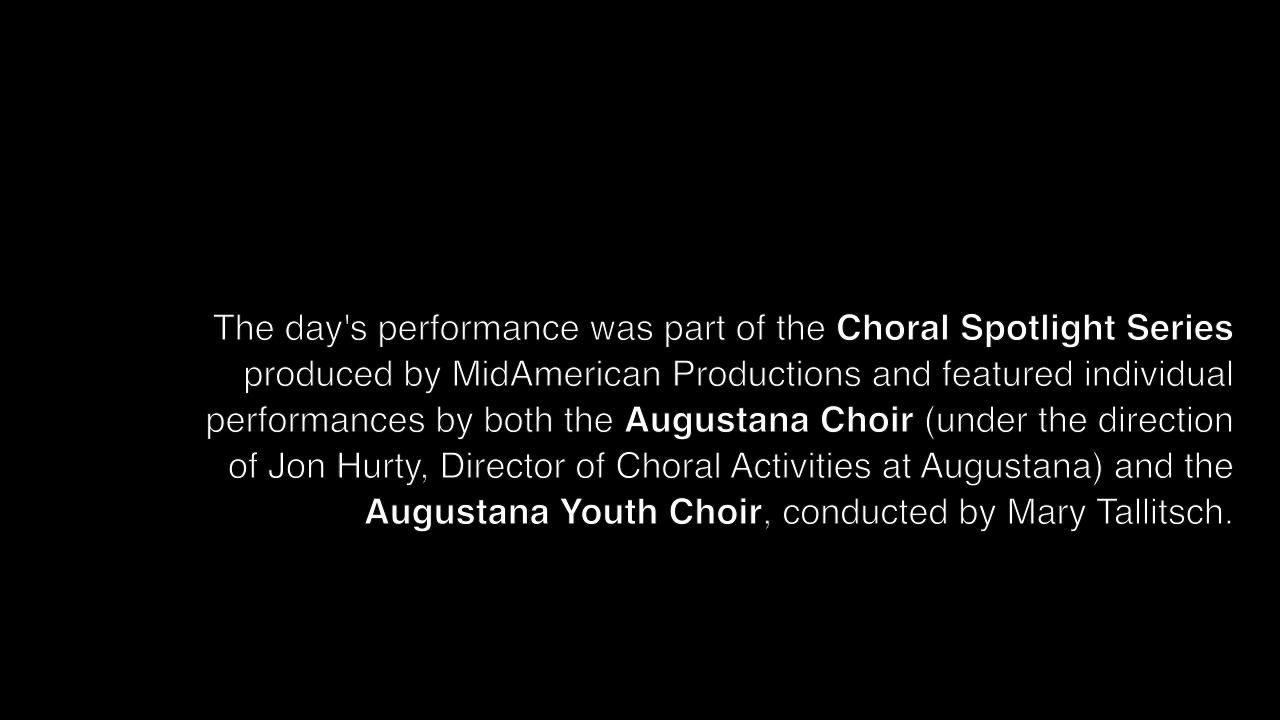 The day's performance was part of the Choral Spotlight Series
produced by MidAmerican Productions and featured individual
performances by both the Augustana Choir (under the direction
of Jon Hurty, Director of Choral Activities at Augustana) and the
Augustana Youth Choir, conducted by Mary Tallitsch.